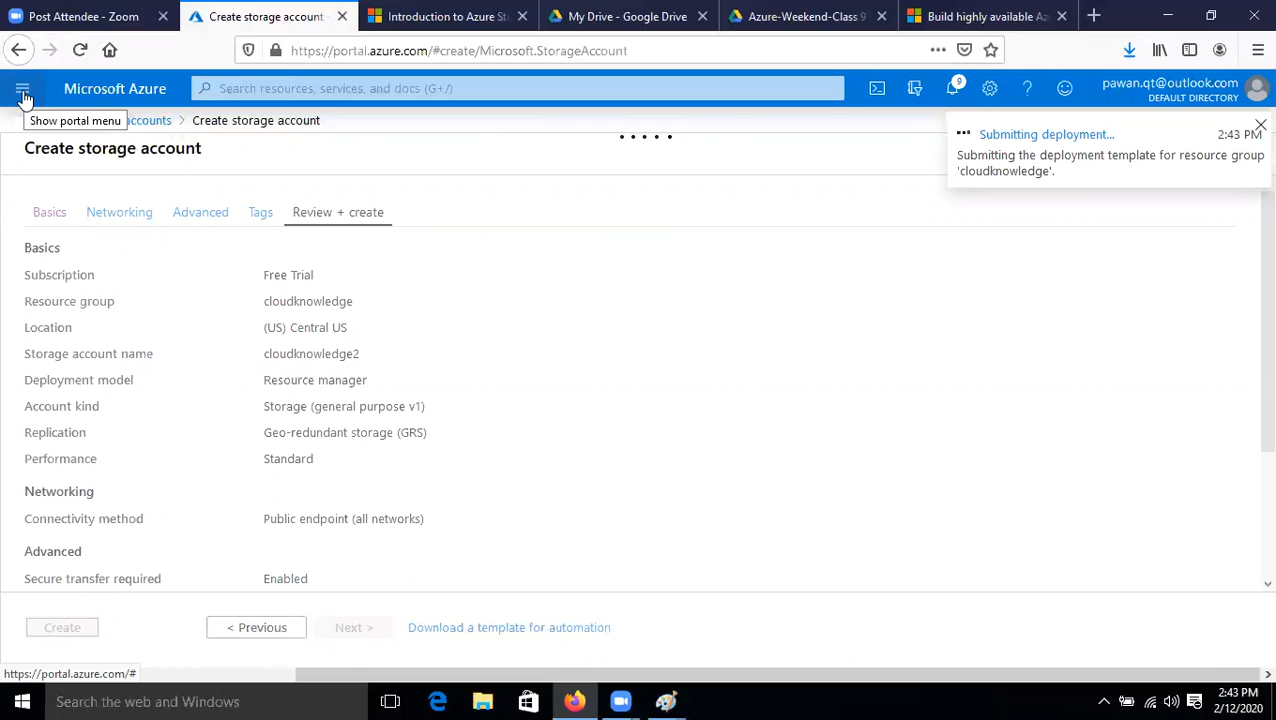 Post Attendee - Zoom
Create storage account -
Introduction to Azure St
My Drive - Google Drive
Azure-Weekend-Class 9
Build highly available Az
https://portal.azure.com/#create/Microsoft.StorageAccount
Microsoft Azure
Search resources, services, and docs (G+/)
9
pawan.qt@outlook.com
DEFAULT DIRECTORY
Show portal menu
accounts > Create storage account
Create storage account
Submitting deployment...
2:43 PM
Submitting the deployment template for resource group
'cloudknowledge'.
Basics Networking Advanced Tags Review + create
Basics
Subscription Free Trial
Resource group cloudknowledge
Location (US) Central US
Storage account name cloudknowledge2
Deployment model Resource manager
Account kind Storage (general purpose v1)
Replication Geo-redundant storage (GRS)
Performance Standard
Networking
Connectivity method Public endpoint (all networks)
Advanced
Secure transfer required Enabled
Create < Previous Next > Download a template for automation
https://portal.azure.com/#
Search the web and Windows
2:43 PM
2/12/2020